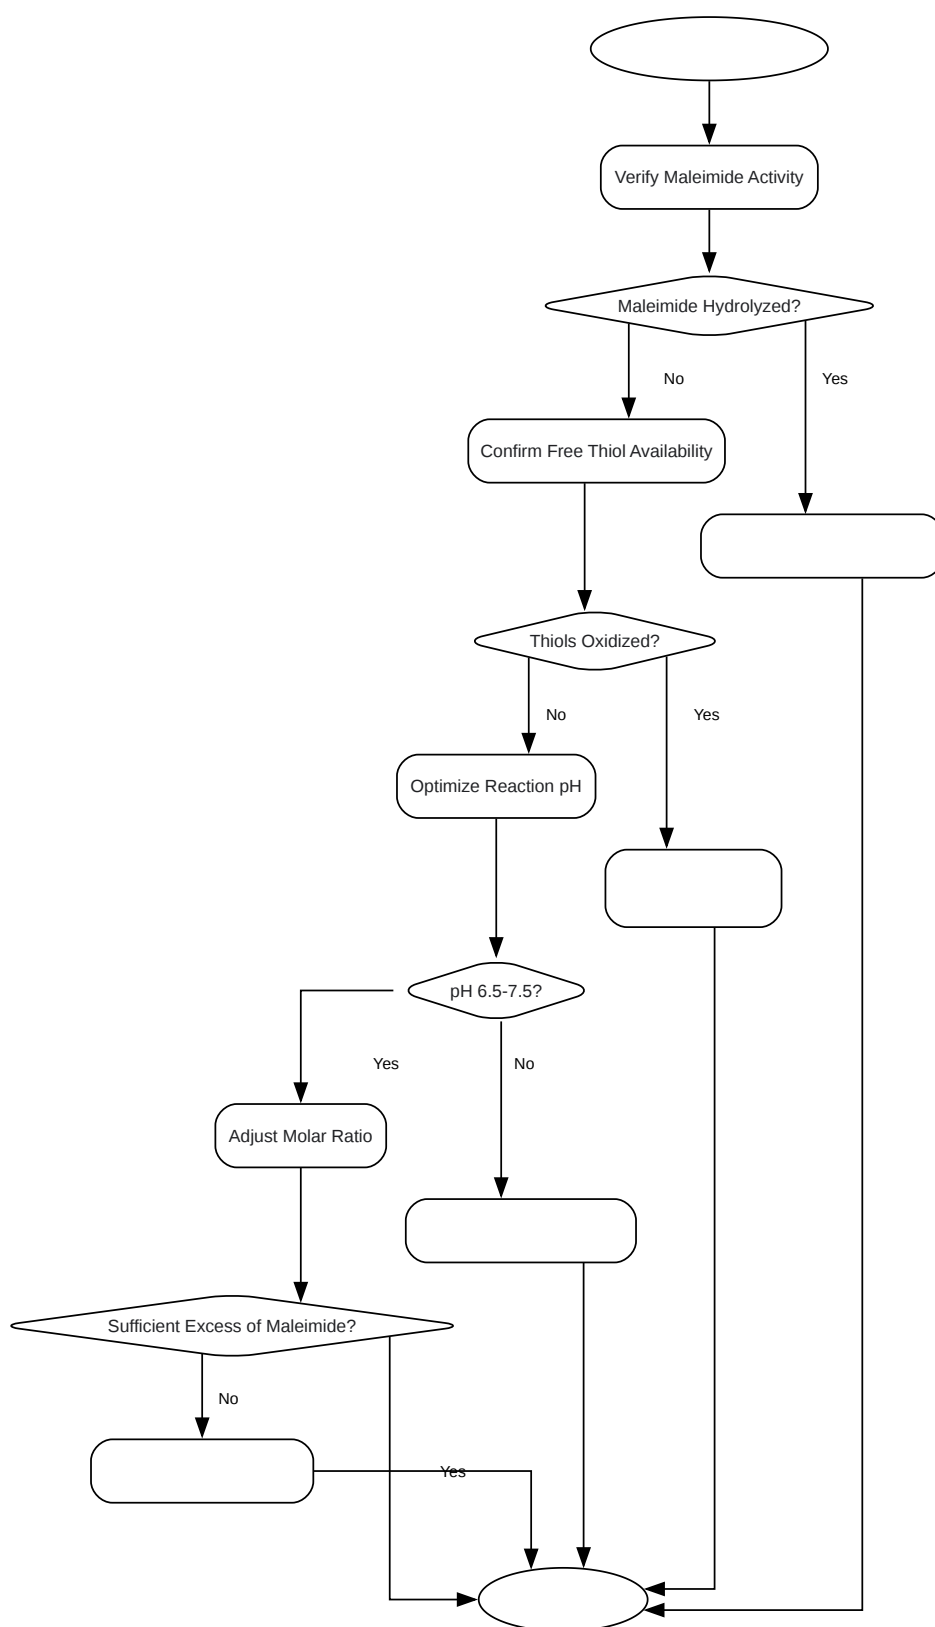 Verify Maleimide Activity
Maleimide Hydrolyzed?
No
Yes
Confirm Free Thiol Availability
Thiols Oxidized?
No
Yes
Optimize Reaction pH
pH 6.5-7.5?
Yes
No
Adjust Molar Ratio
Sufficient Excess of Maleimide?
No
Yes